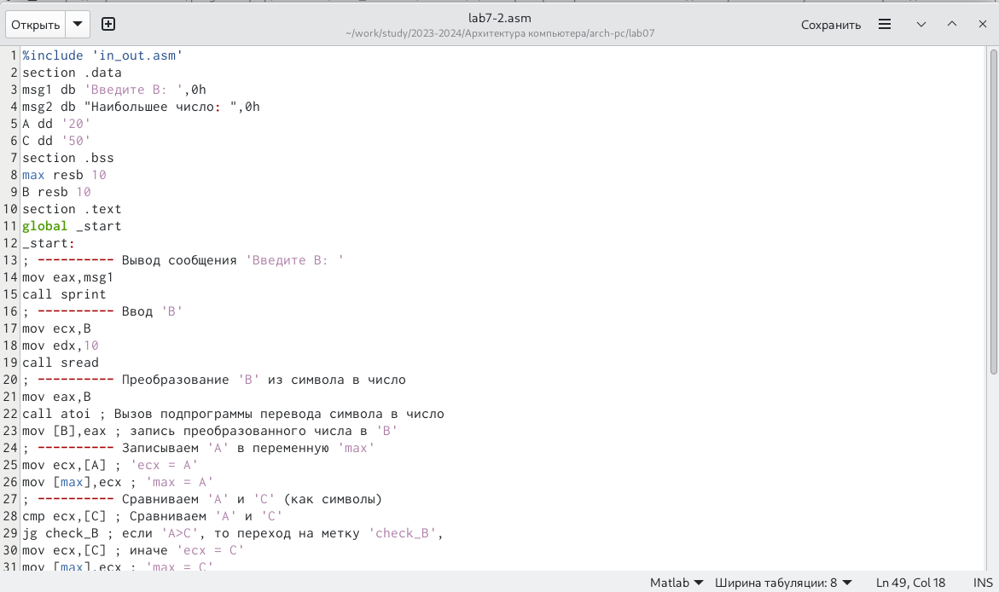 Открыть
lab7-2.asm
~/work/study/2023-2024/Архитектура компьютера/arch-pc/lab07
Сохранить
1 %include 'in_out.asm'
2 section .data
3 msg1 db 'Введите B: ',0h
4 msg2 db "Наибольшее число: ",0h
5 A dd '20'
6 C dd '50'
7 section .bss
8 max resb 10
9 B resb 10
10 section .text
11 global _start
12 _start:
13 ; ---------- Вывод сообщения 'Введите B: '
14 mov eax,msg1
15 call sprint
16 ; ---------- Ввод 'B'
17 mov ecx,B
18 mov edx,10
19 call sread
20 ; ---------- Преобразование 'B' из символа в число
21 mov eax,B
22 call atoi ; Вызов подпрограммы перевода символа в число
23 mov [B],eax ; запись преобразованного числа в 'B'
24 ; ---------- Записываем 'A' в переменную 'max'
25 mov ecx,[A] ; 'ecx = A'
26 mov [max],ecx ; 'max = A'
27 ; ---------- Сравниваем 'A' и 'C' (как символы)
28 cmp ecx,[C] ; Сравниваем 'A' и 'C'
29 jg check_B ; если 'A>C', то переход на метку 'check_B',
30 mov ecx,[C] ; иначе 'ecx = C'
31 mov [max],ecx ; 'max = C'
Matlab
Ширина табуляции: 8
Ln 49, Col 18
INS